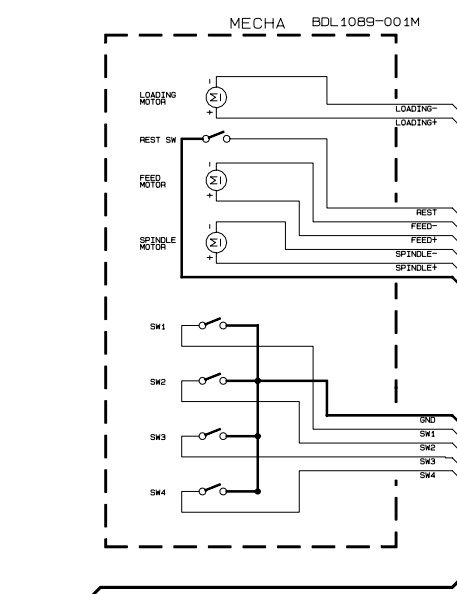 MECHA BDL1089-001M
-
LOADING
MOTOR
M
+
LOADING-
LOADING+
REST SW
-
FEED
MOTOR
M
+
REST
FEED-
FEED+
-
SPINDLE
MOTOR
M
+
SPINDLE-
SPINDLE+
SW1
SW2
SW3
SW4
GND
SW1
SW2
SW3
SW4